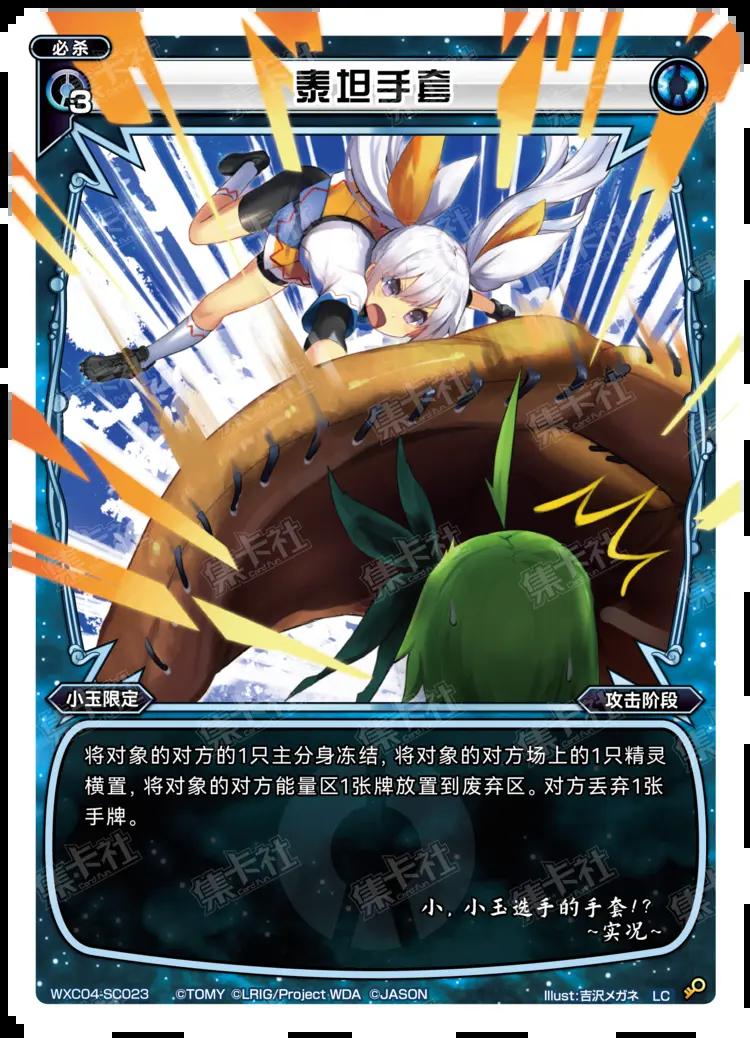 必杀
3
泰坦手套
小玉限定
攻击阶段
将对象的对方的1只主分身冻结，将对象的对方场上的1只精灵
横置，将对象的对方能量区1张牌放置到废弃区。对方丢弃1张
手牌。
小，小玉选手的手套!?
~实况~
WXC04-SC023 ©TOMY ©LRIG/Project WDA ©JASON Illust:吉沢メガネ LC
集卡社